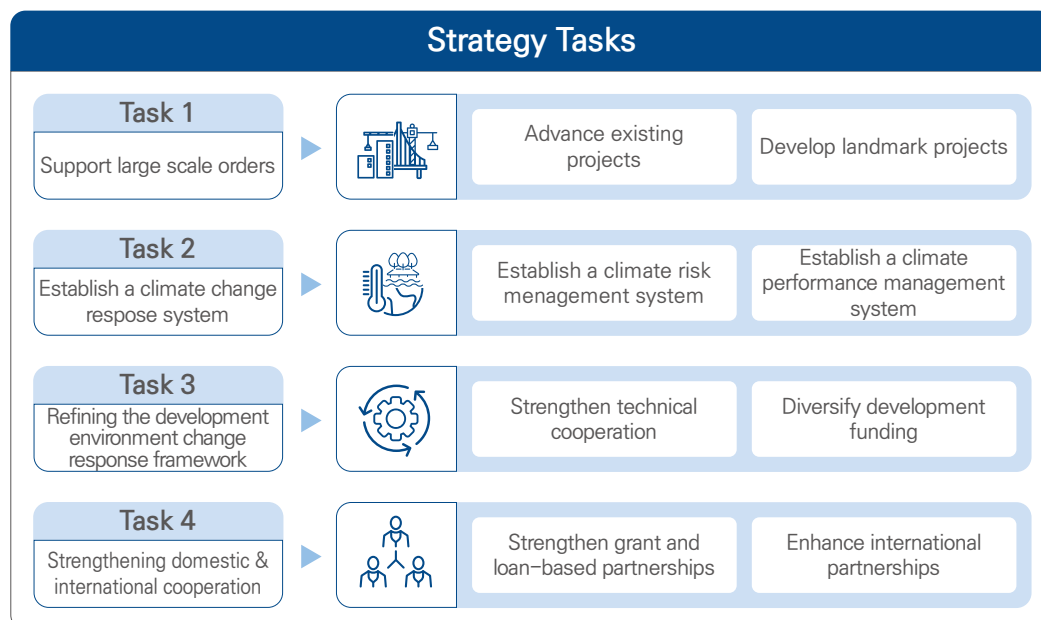 Strategy Tasks
Task 1
Support large scale orders
Advance existing
projects
Develop landmark projects
Task 2
Establish a climate change
respose system
Establish a climate risk
menagement system
Establish a climate
performance management
system
Task 3
Refining the development
environment change
response framework
Strengthen technical
cooperation
Diversify development
funding
Task 4
Strengthening domestic &
international cooperation
Strengthen grant and
loan-based partnerships
Enhance international
partnerships